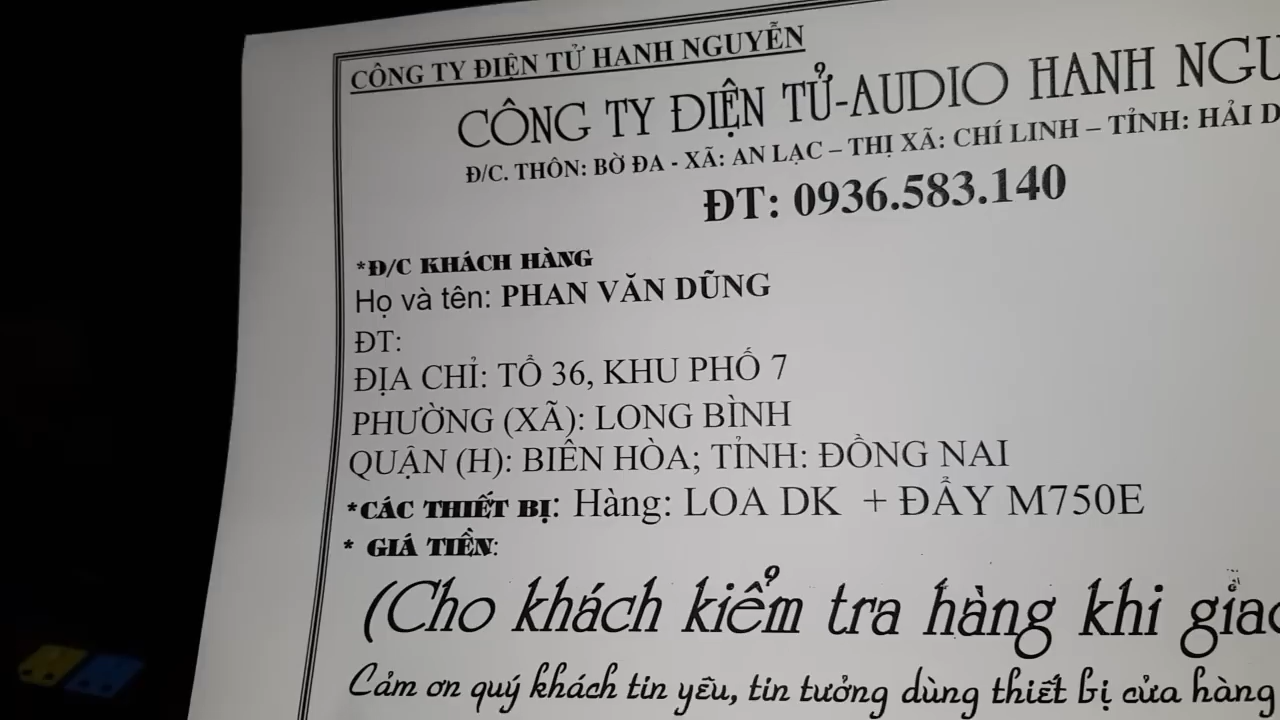 CÔNG TY ĐIỆN TỬ HANH NGUYỄN
CÔNG TY ĐIỆN TỬ-AUDIO HANH
Đ/C. THÔN: BỜ ĐA - XÃ: AN LẠC – THỊ XÃ: CHÍ LINH – TỈNH: HẢI
ĐT: 0936.583.140
*Đ/C KHÁCH HÀNG
Họ và tên: PHAN VĂN DŨNG
ĐT:
ĐỊA CHỈ: TỔ 36, KHU PHỐ 7
PHƯỜNG (XÃ): LONG BÌNH
QUẬN (H): BIÊN HÒA; TỈNH: ĐỒNG NAI
*CÁC THIẾT BỊ: Hàng: LOA DK + ĐẨY M750E
* GIÁ TIỀN:
(Cho khách kiểm tra hàng khi giao
Cảm ơn quý khách tin yêu, tin tưởng dùng thiết bị cửa hàng